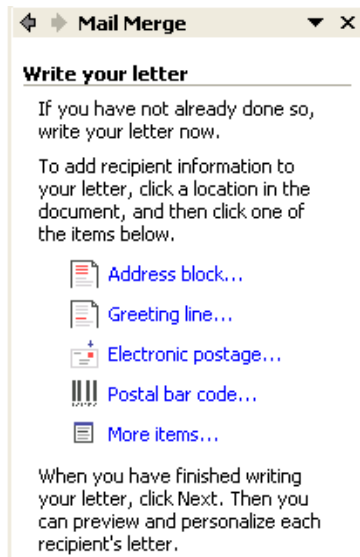 Mail Merge
Write your letter
If you have not already done so,
write your letter now.
To add recipient information to
your letter, click a location in the
document, and then click one of
the items below.
Address block...
Greeting line...
Electronic postage...
Postal bar code...
More items...
When you have finished writing
your letter, click Next. Then you
can preview and personalize each
recipient's letter.